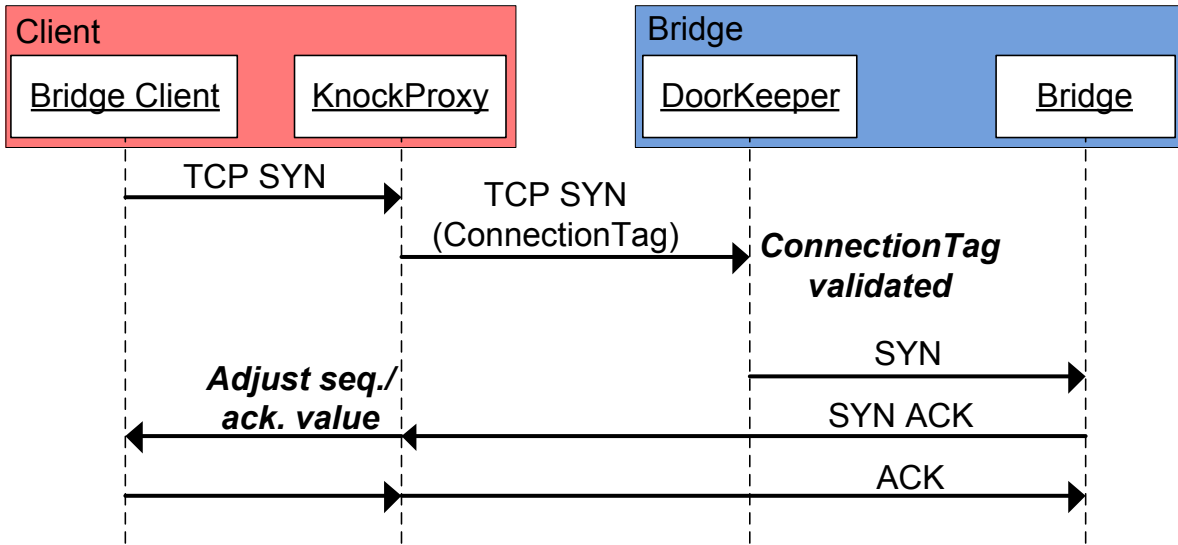 Client
Bridge
Bridge Client
KnockProxy
DoorKeeper
Bridge
TCP SYN
TCP SYN
(ConnectionTag)
ConnectionTag
validated
SYN
Adjust seq./
ack. value
SYN ACK
ACK